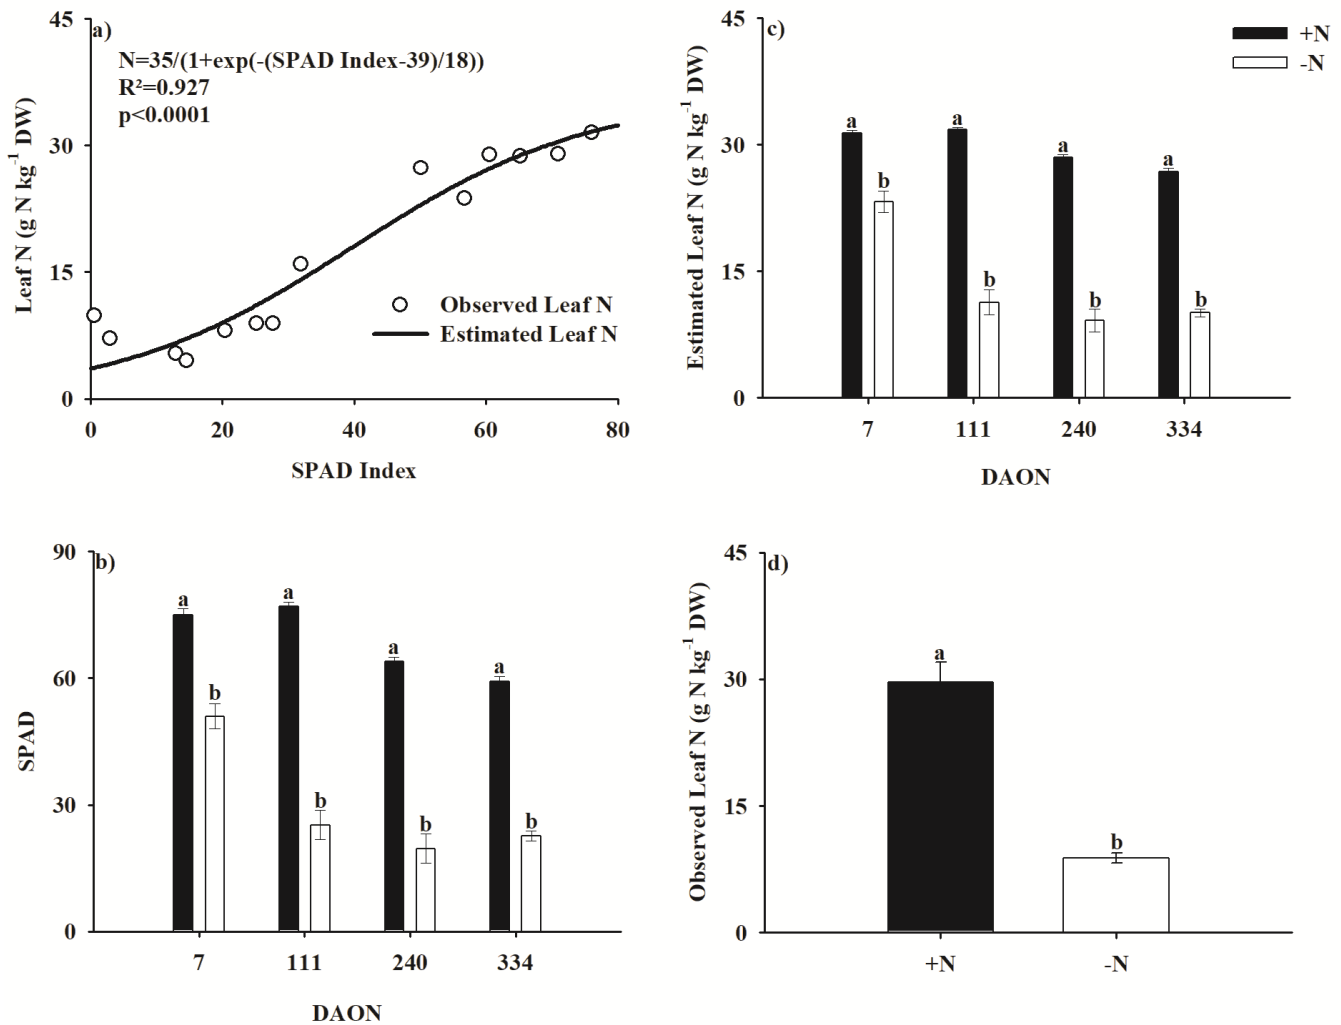 a)
N=35/(1+exp(-(SPAD Index-39)/18))
R²=0.927
p<0.0001
45
30
15
0
Leaf N (g N kg⁻¹ DW)
Observed Leaf N
Estimated Leaf N
0 20 40 60 80
SPAD Index
c)
+N
-N
45
30
15
0
Estimated Leaf N (g N kg⁻¹ DW)
a b a b a b a b
7 111 240 334
DAON
b)
90
60
30
0
SPAD
a b a b a b a b
7 111 240 334
DAON
d)
45
30
15
0
Observed Leaf N (g N kg⁻¹ DW)
a b
+N -N